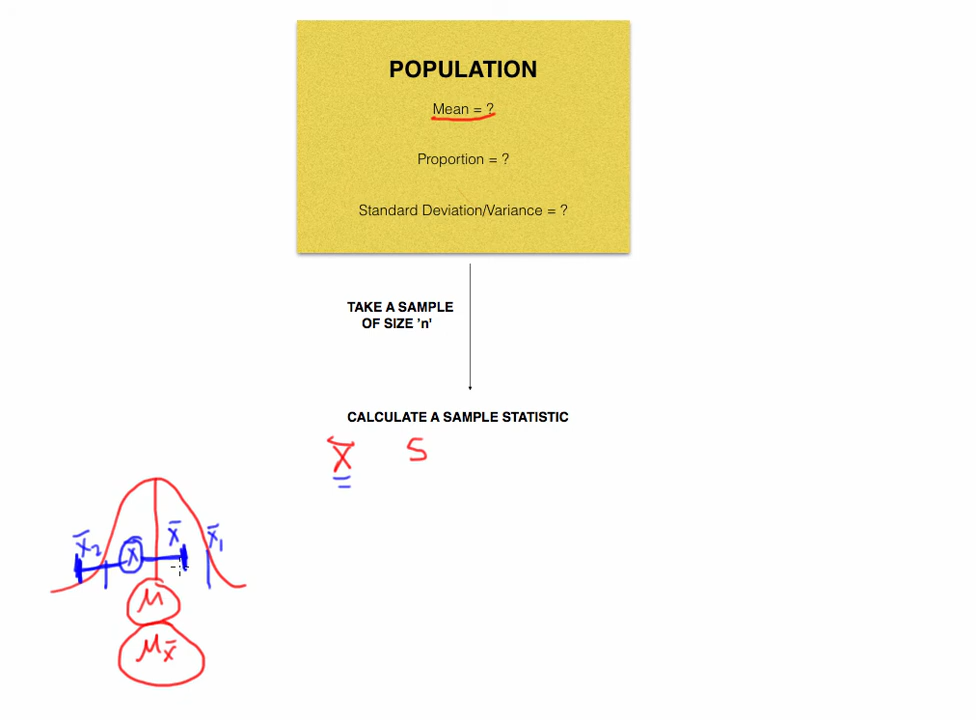 POPULATION
Mean = ?
Proportion = ?
Standard Deviation/Variance = ?
TAKE A SAMPLE
OF SIZE 'n'
CALCULATE A SAMPLE STATISTIC
x̄ S
x̄₂ x̄ x̄ x̄₁
μ
μx̄